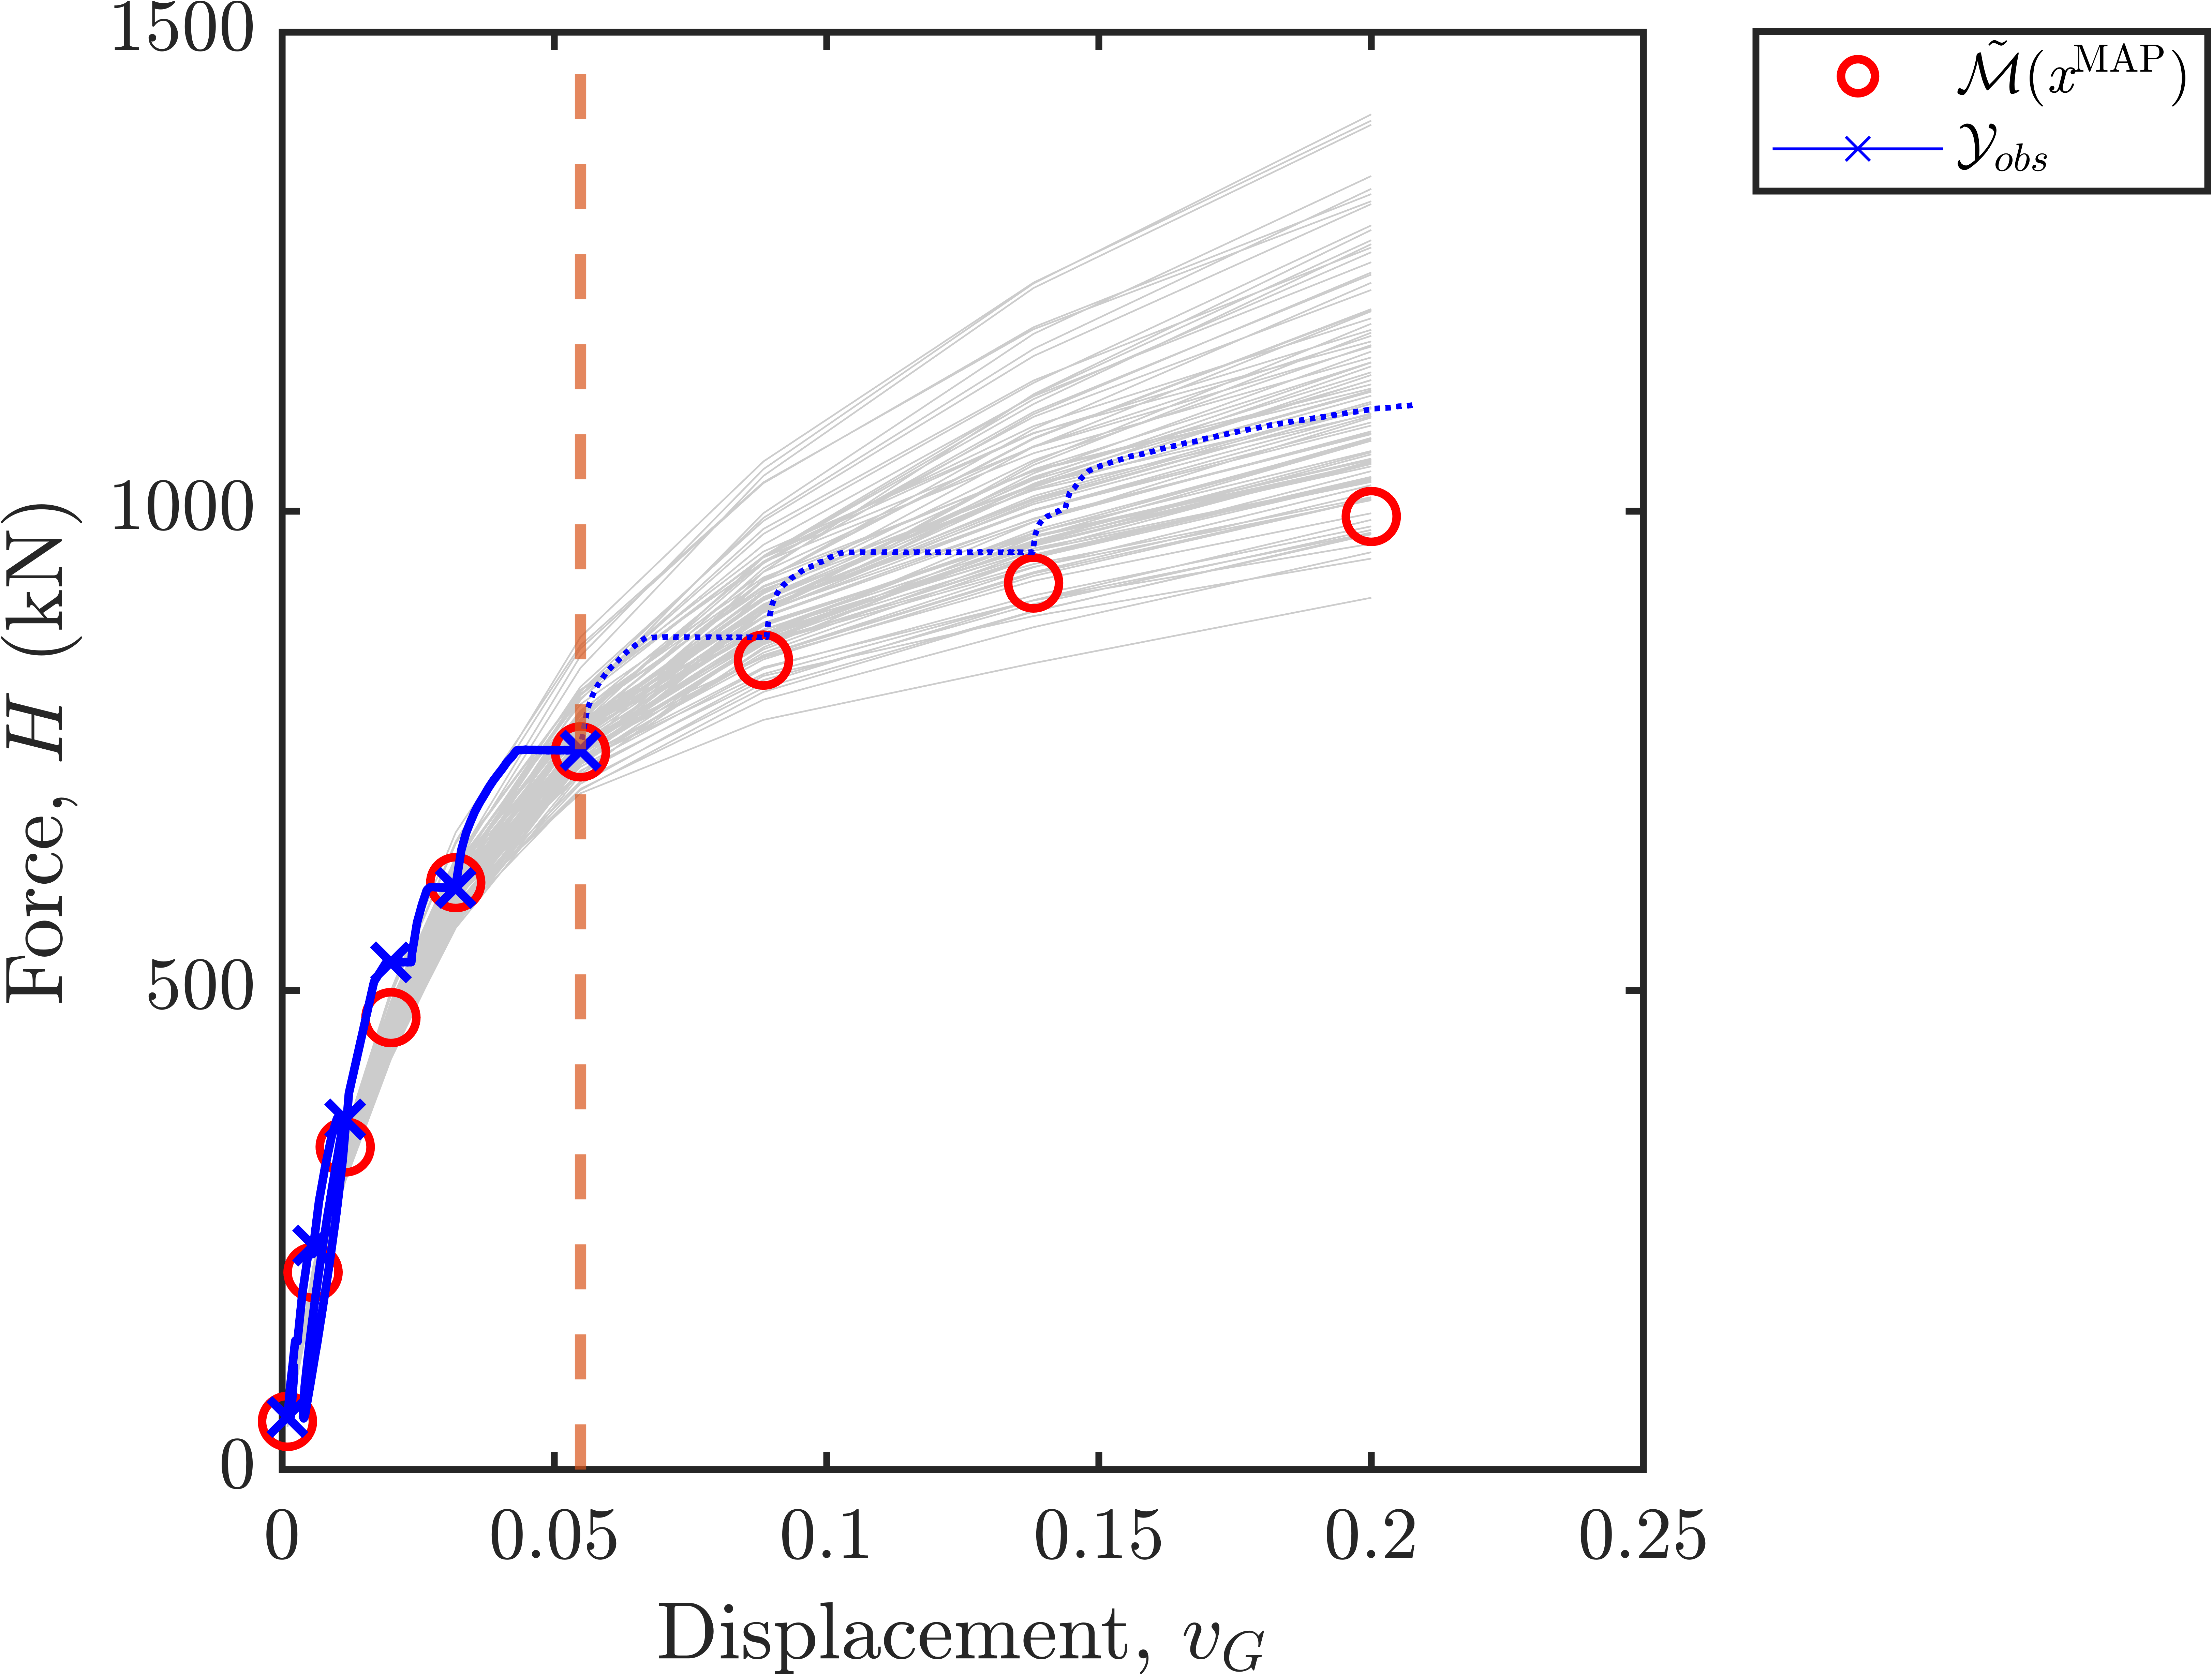 1500
1000
500
0
Force, H (kN)
0 0.05 0.1 0.15 0.2 0.25
Displacement, v_G
ℳ̃(x^MAP)
𝒴_obs